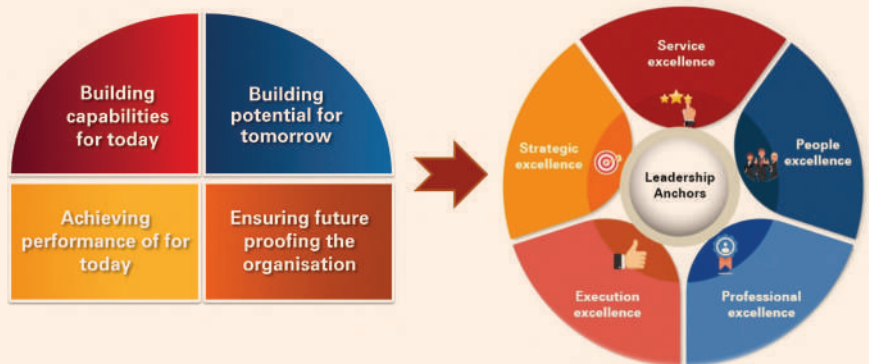 Building
capabilities
for today
Building
potential for
tomorrow
Achieving
performance of for
today
Ensuring future
proofing the
organisation
Service
excellence
People
excellence
Professional
excellence
Execution
excellence
Strategic
excellence
Leadership
Anchors